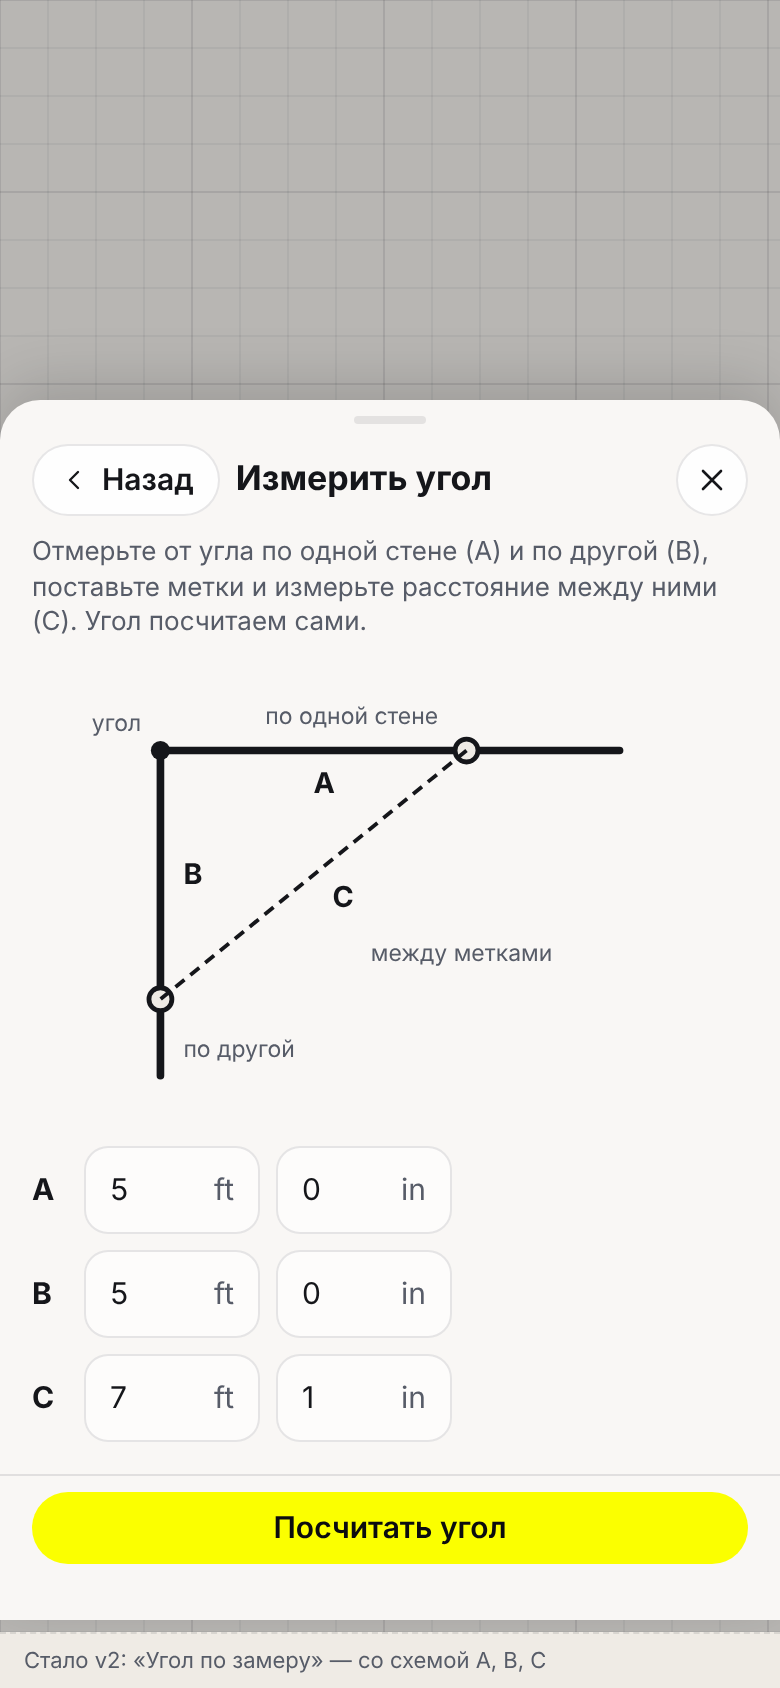 Назад
Измерить угол
Отмерьте от угла по одной стене (A) и по другой (B),
поставьте метки и измерьте расстояние между ними
(C). Угол посчитаем сами.
угол
по одной стене
A
B
C
между метками
по другой
A 5 ft 0 in
B 5 ft 0 in
C 7 ft 1 in
Посчитать угол
Стало v2: «Угол по замеру» — со схемой A, B, C